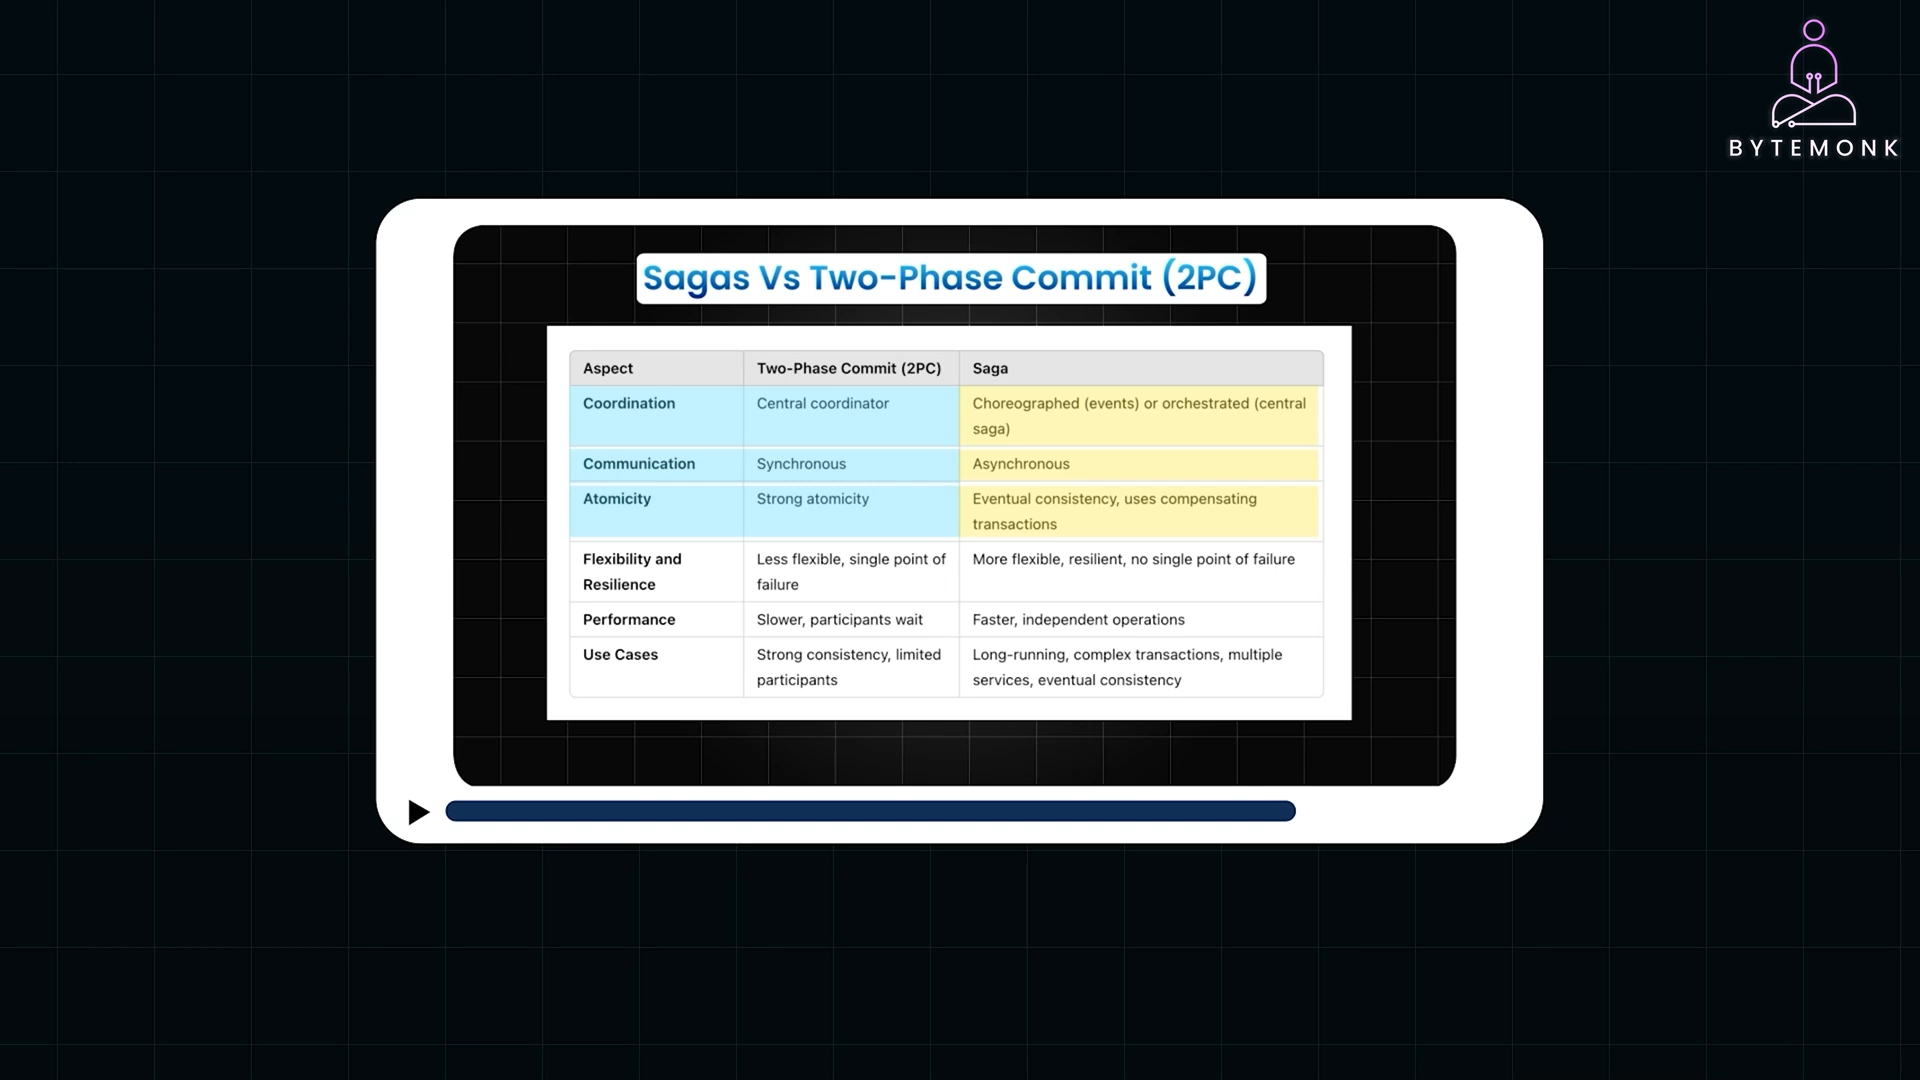 BYTEMONK
Sagas Vs Two-Phase Commit (2PC)
Aspect Two-Phase Commit (2PC) Saga
Coordination Central coordinator Choreographed (events) or orchestrated (central
saga)
Communication Synchronous Asynchronous
Atomicity Strong atomicity Eventual consistency, uses compensating
transactions
Flexibility and Less flexible, single point of More flexible, resilient, no single point of failure
Resilience failure
Performance Slower, participants wait Faster, independent operations
Use Cases Strong consistency, limited Long-running, complex transactions, multiple
participants services, eventual consistency